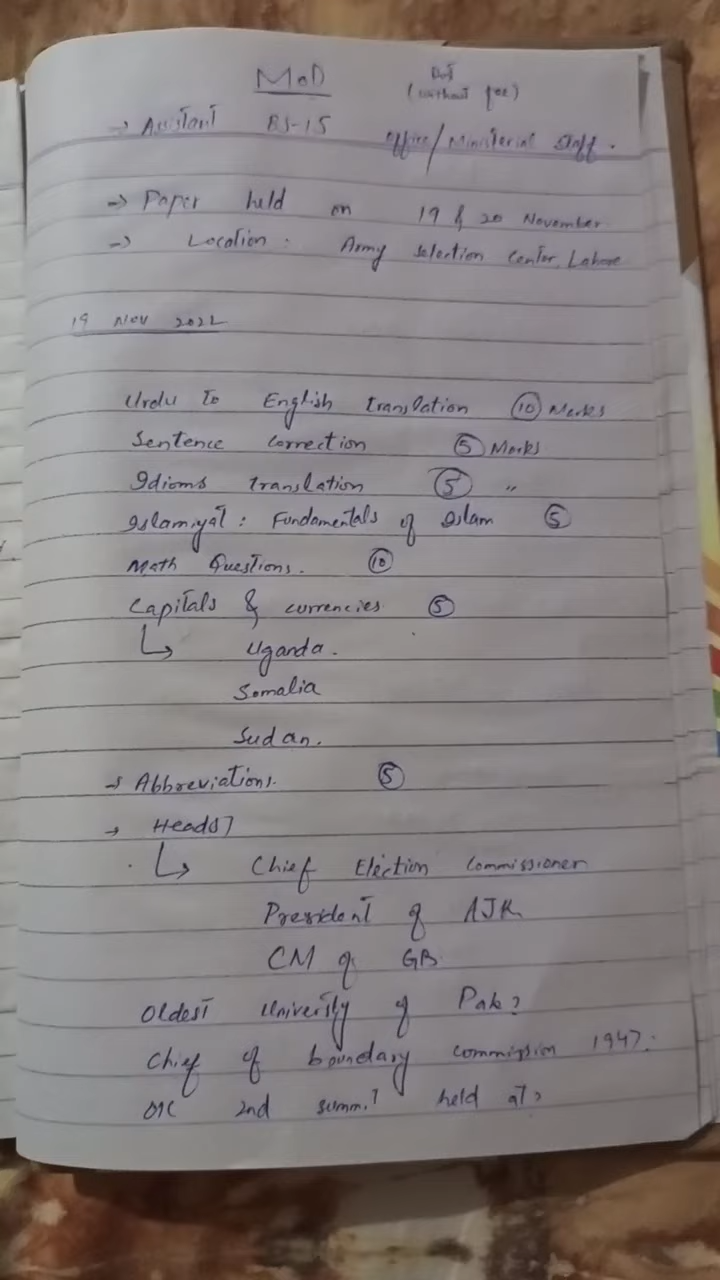 MoD
(without fee)
→ Assistant BS-15 Office/Ministerial Staff.
→ Paper held on 19 & 20 November
→ Location: Army Selection Center, Lahore
19 Nov 2022
Urdu to English translation (10) Marks
Sentence correction (5) Marks
Idioms translation (5) "
Islamiyat: Fundamentals of Islam (5)
Math Questions. (10)
Capitals & currencies (5)
↳ Uganda.
Somalia
Sudan.
→ Abbreviations. (5)
→ Heads?
↳ Chief Election Commissioner
President of AJK
CM of GB
Oldest University of Pak?
Chief of boundary commission 1947.
OIC 2nd summit held at?